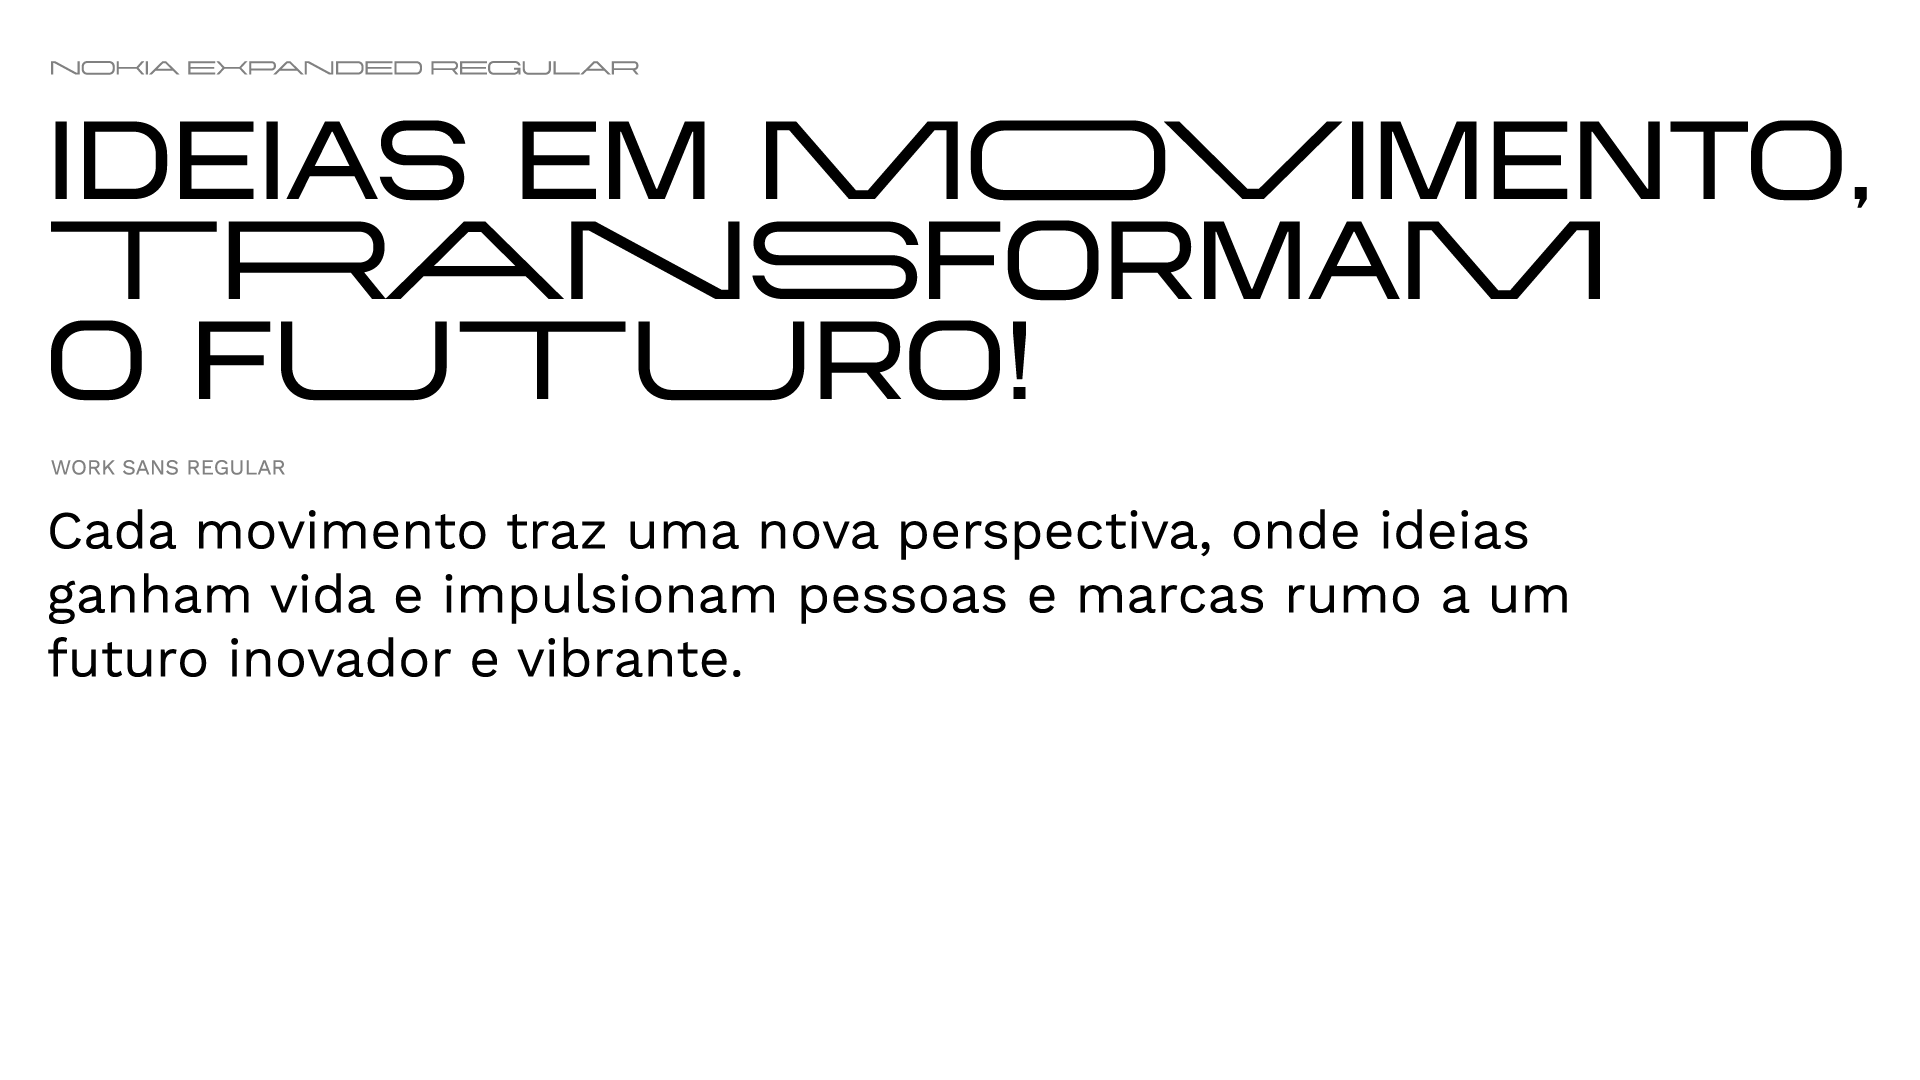 NOKIA EXPANDED REGULAR
IDEIAS EM MOVIMENTO,
TRANSFORMAM
O FUTURO!
WORK SANS REGULAR
Cada movimento traz uma nova perspectiva, onde ideias
ganham vida e impulsionam pessoas e marcas rumo a um
futuro inovador e vibrante.